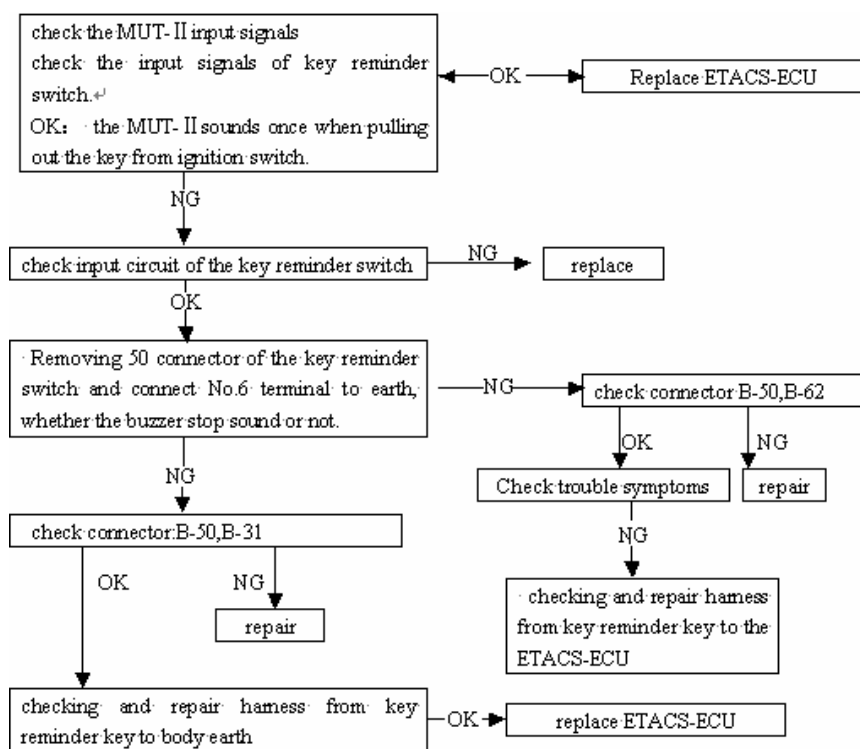 check the MUT-Ⅱ input signals
check the input signals of key reminder
switch.↵
OK: the MUT-Ⅱ sounds once when pulling
out the key from ignition switch.
OK
Replace ETACS-ECU
NG
check input circuit of the key reminder switch
NG
replace
OK
Removing 50 connector of the key reminder
switch and connect No.6 terminal to earth,
whether the buzzer stop sound or not.
NG
check connector B-50,B-62
OK
NG
NG
Check trouble symptoms
repair
check connector:B-50,B-31
NG
OK
NG
repair
checking and repair harness
from key reminder key to the
ETACS-ECU
checking and repair harness from key
reminder key to body earth
OK
replace ETACS-ECU